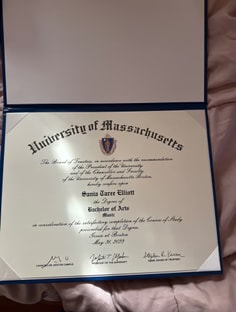 University of Massachusetts
The Board of Trustees, in accordance with the recommendation
of the President of the University
and of the Chancellor and Faculty
of the University of Massachusetts Boston
hereby confers upon
Elliott
the Degree of
Bachelor of Arts
Music
in consideration of the satisfactory completion of the Course of Study
prescribed for that Degree.
Given at Boston
May 31, 2023